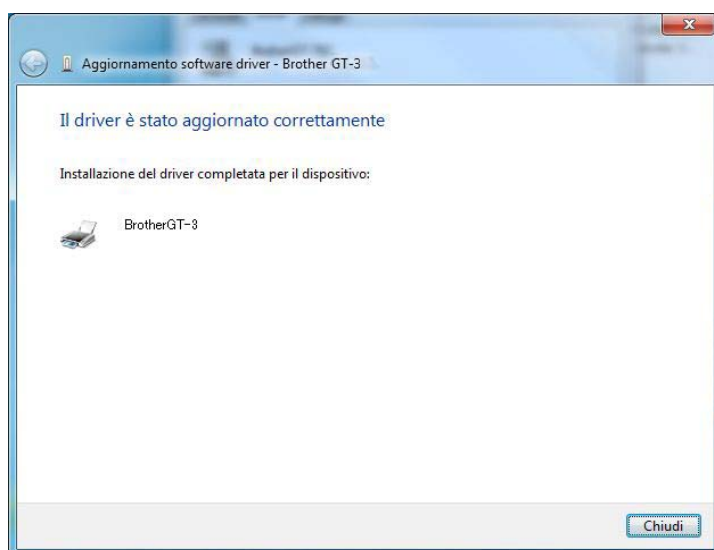 Aggiornamento software driver - Brother GT-3
Il driver è stato aggiornato correttamente
Installazione del driver completata per il dispositivo:
BrotherGT-3
Chiudi